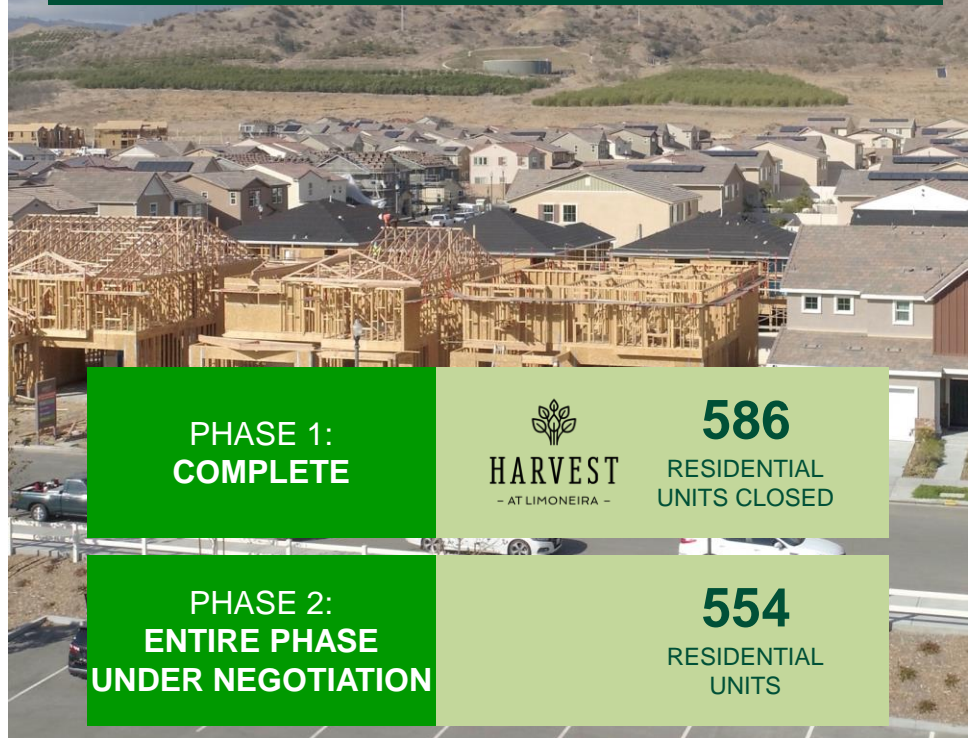 PHASE 1:
COMPLETE
HARVEST
– AT LIMONEIRA –
586
RESIDENTIAL
UNITS CLOSED
PHASE 2:
ENTIRE PHASE
UNDER NEGOTIATION
554
RESIDENTIAL
UNITS